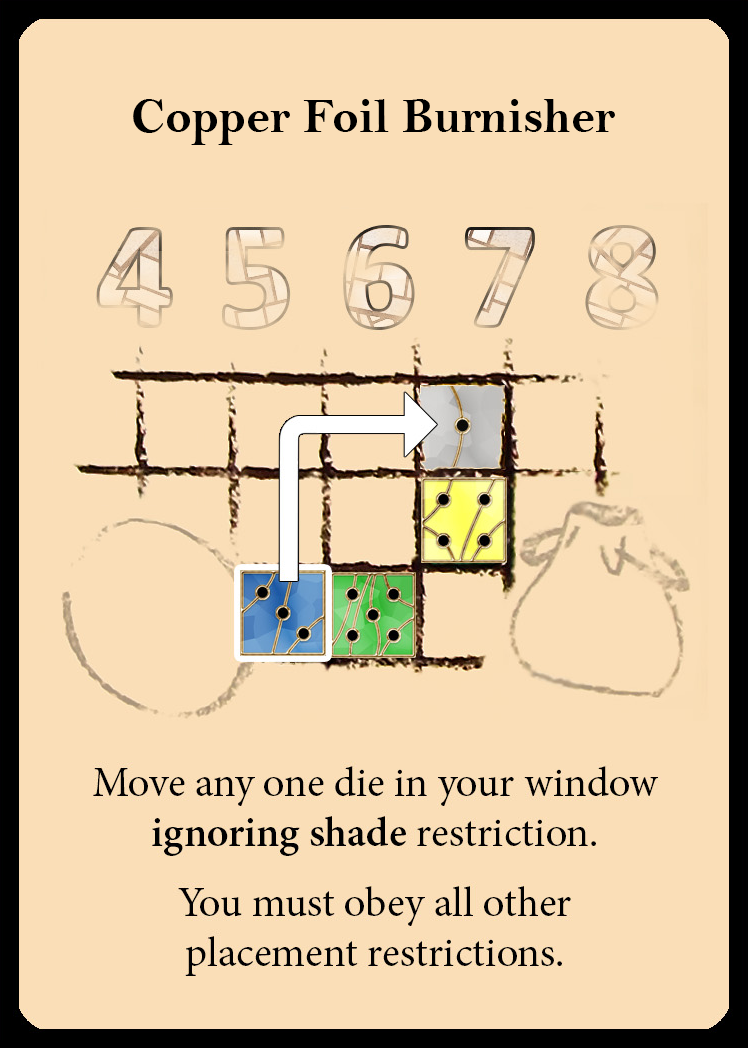 Copper Foil Burnisher
4 5 6 7 8
Move any one die in your window
ignoring shade restriction.
You must obey all other
placement restrictions.